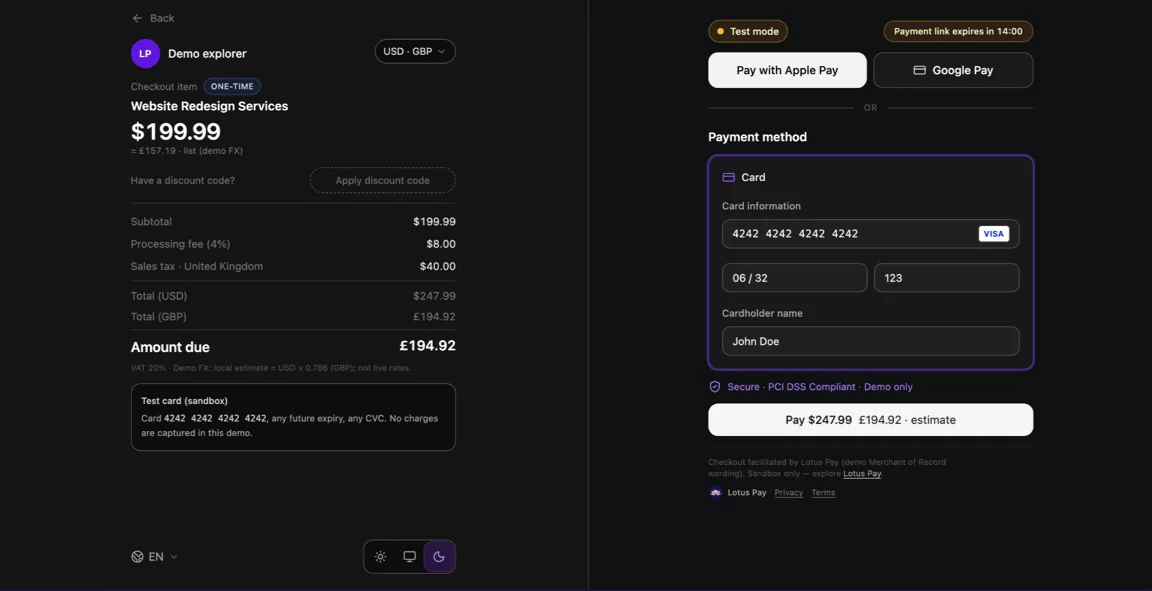 Back
LP Demo explorer
USD · GBP
Checkout item ONE-TIME
Website Redesign Services
$199.99
= £157.19 · list (demo FX)
Have a discount code? Apply discount code
Subtotal $199.99
Processing fee (4%) $8.00
Sales tax · United Kingdom $40.00
Total (USD) $247.99
Total (GBP) £194.92
Amount due £194.92
VAT 20% · Demo FX: local estimate = USD × 0.786 (GBP); not live rates.
Test card (sandbox)
Card 4242 4242 4242 4242, any future expiry, any CVC. No charges
are captured in this demo.
EN
Test mode Payment link expires in 14:00
Pay with Apple Pay Google Pay
OR
Payment method
Card
Card information
4242 4242 4242 4242 VISA
06 / 32 123
Cardholder name
John Doe
Secure · PCI DSS Compliant · Demo only
Pay $247.99 £194.92 · estimate
Checkout facilitated by Lotus Pay (demo Merchant of Record
wording). Sandbox only — explore Lotus Pay.
Lotus Pay Privacy Terms